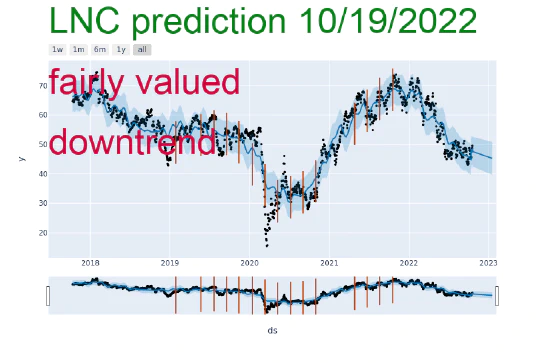 LNC prediction 10/19/2022
1w 1m 6m 1y all
fairly valued
downtrend
70
60
50
40
30
20
y
2018 2019 2020 2021 2022 2023
ds